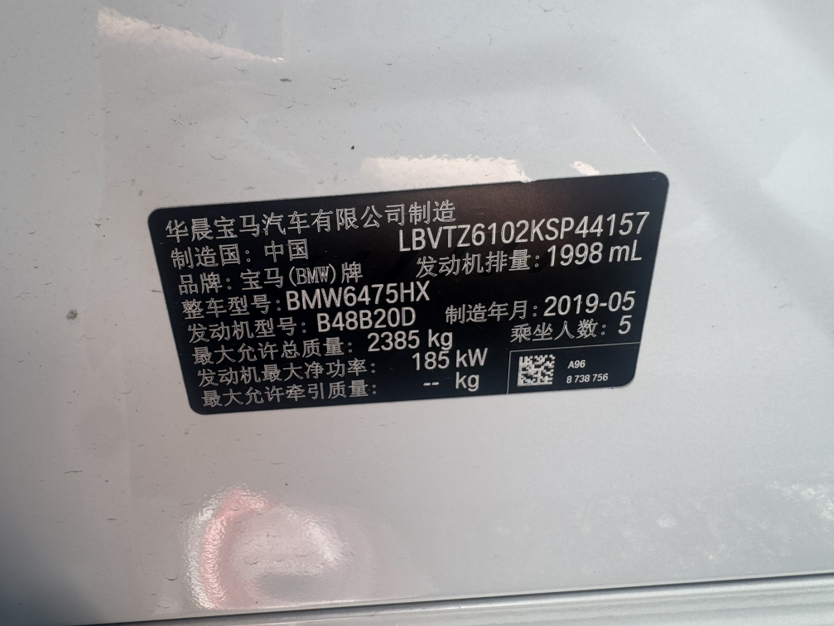 华晨宝马汽车有限公司制造
制造国：中国 LBVTZ6102KSP44157
品牌：宝马(BMW)牌 发动机排量：1998 mL
整车型号：BMW6475HX
发动机型号：B48B20D 制造年月：2019-05
最大允许总质量：2385 kg 乘坐人数：5
发动机最大净功率：185 kW
最大允许牵引质量：-- kg
A96
8 738 756